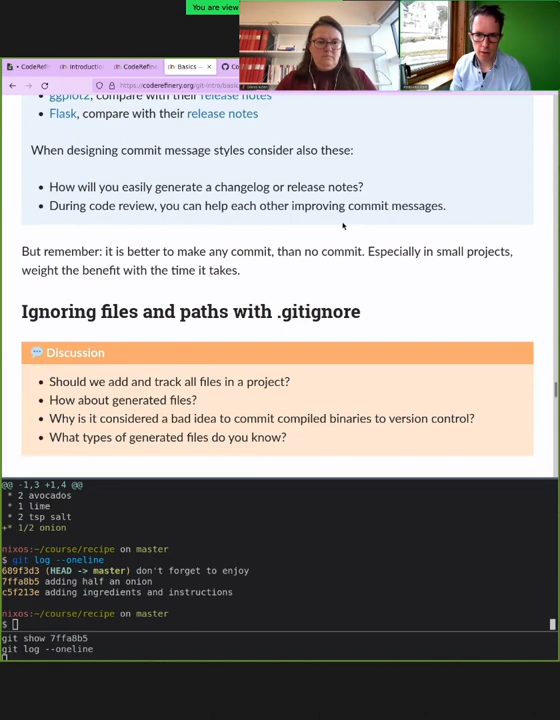 You are view
CodeRefi
Introductio
CodeRefin
Basics —
Co
https://coderefinery.org/git-intro/basic
ggplot2, compare with their release notes
Flask, compare with their release notes
When designing commit message styles consider also these:
How will you easily generate a changelog or release notes?
During code review, you can help each other improving commit messages.
But remember: it is better to make any commit, than no commit. Especially in small projects,
weight the benefit with the time it takes.
Ignoring files and paths with .gitignore
Discussion
Should we add and track all files in a project?
How about generated files?
Why is it considered a bad idea to commit compiled binaries to version control?
What types of generated files do you know?
@@ -1,3 +1,4 @@
* 2 avocados
* 1 lime
* 2 tsp salt
+* 1/2 onion
nixos:~/course/recipe on master
$ git log --oneline
689f3d3 (HEAD -> master) don't forget to enjoy
7ffa8b5 adding half an onion
c5f213e adding ingredients and instructions
nixos:~/course/recipe on master
$
git show 7ffa8b5
git log --oneline